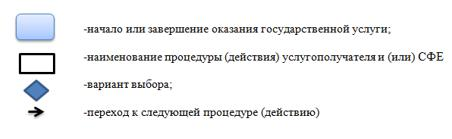 -начало или завершение оказания государственной услуги;
-наименование процедуры (действия) услугополучателя и (или) СФЕ
-вариант выбора;
-переход к следующей процедуре (действию)